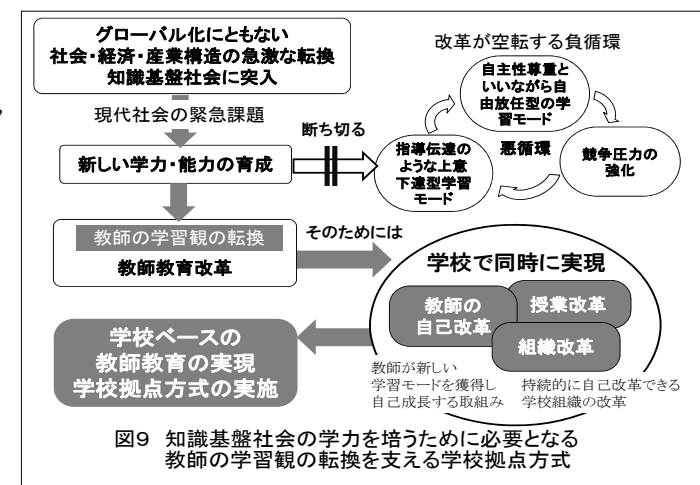 グローバル化にともない
社会・経済・産業構造の急激な転換
知識基盤社会に突入
現代社会の緊急課題
新しい学力・能力の育成
断ち切る
改革が空転する負循環
自主性尊重と
いいながら自
由放任型の学
習モード
指導伝達の
ような上意
下達型学習
モード
悪循環
競争圧力の
強化
教師の学習観の転換
教師教育改革
そのためには
学校で同時に実現
教師の
自己改革
授業改革
組織改革
教師が新しい
学習モードを獲得し
自己成長する取組み
持続的に自己改革できる
学校組織の改革
学校ベースの
教師教育の実現
学校拠点方式の実施
図9 知識基盤社会の学力を培うために必要となる
教師の学習観の転換を支える学校拠点方式